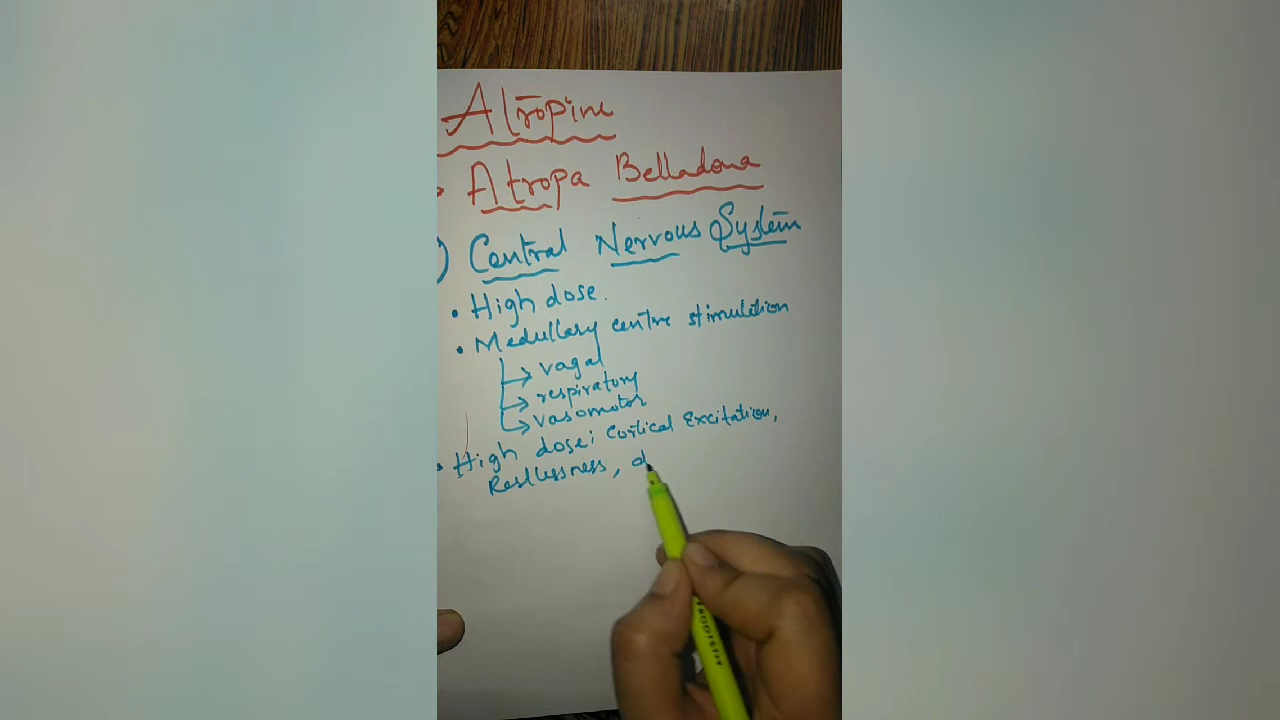 Atropine
Atropa Belladona
) Central Nervous System
• High dose.
• Medullary centre stimulation
→ vagal
→ respiratory
→ vasomotor
• High dose: Cortical Excitation,
Restlessness, d